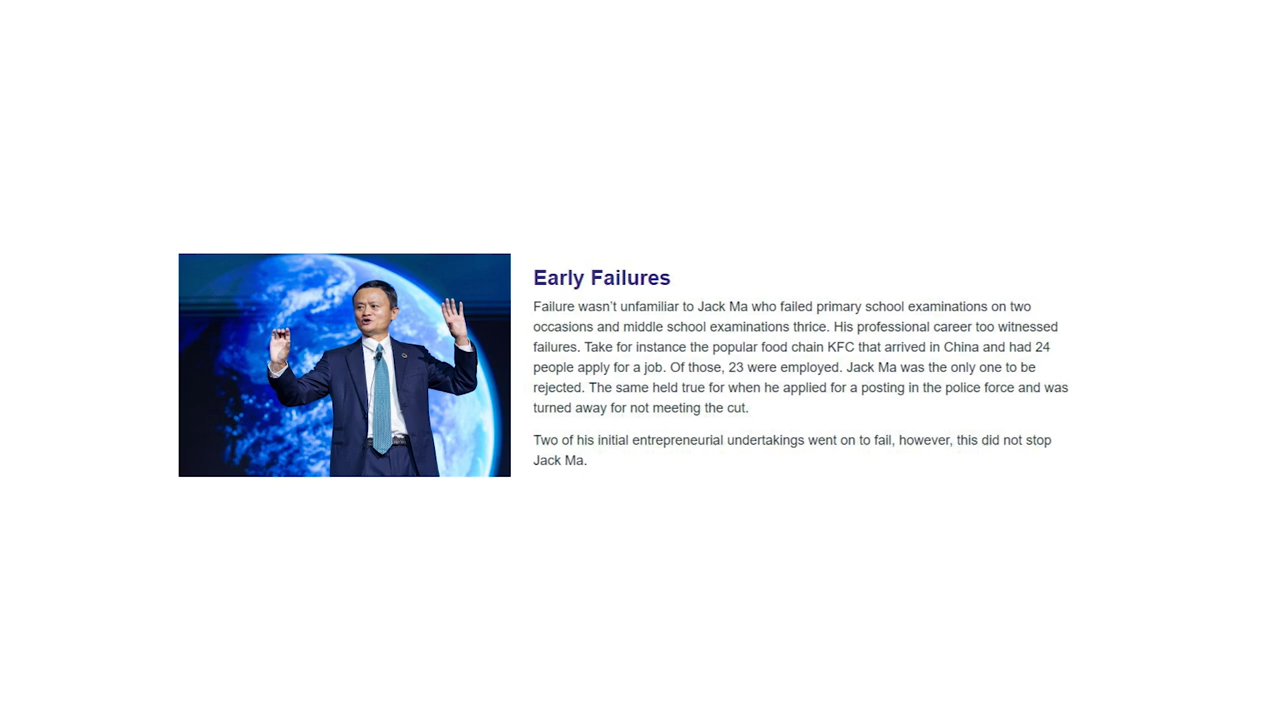 Early Failures
Failure wasn’t unfamiliar to Jack Ma who failed primary school examinations on two
occasions and middle school examinations thrice. His professional career too witnessed
failures. Take for instance the popular food chain KFC that arrived in China and had 24
people apply for a job. Of those, 23 were employed. Jack Ma was the only one to be
rejected. The same held true for when he applied for a posting in the police force and was
turned away for not meeting the cut.
Two of his initial entrepreneurial undertakings went on to fail, however, this did not stop
Jack Ma.